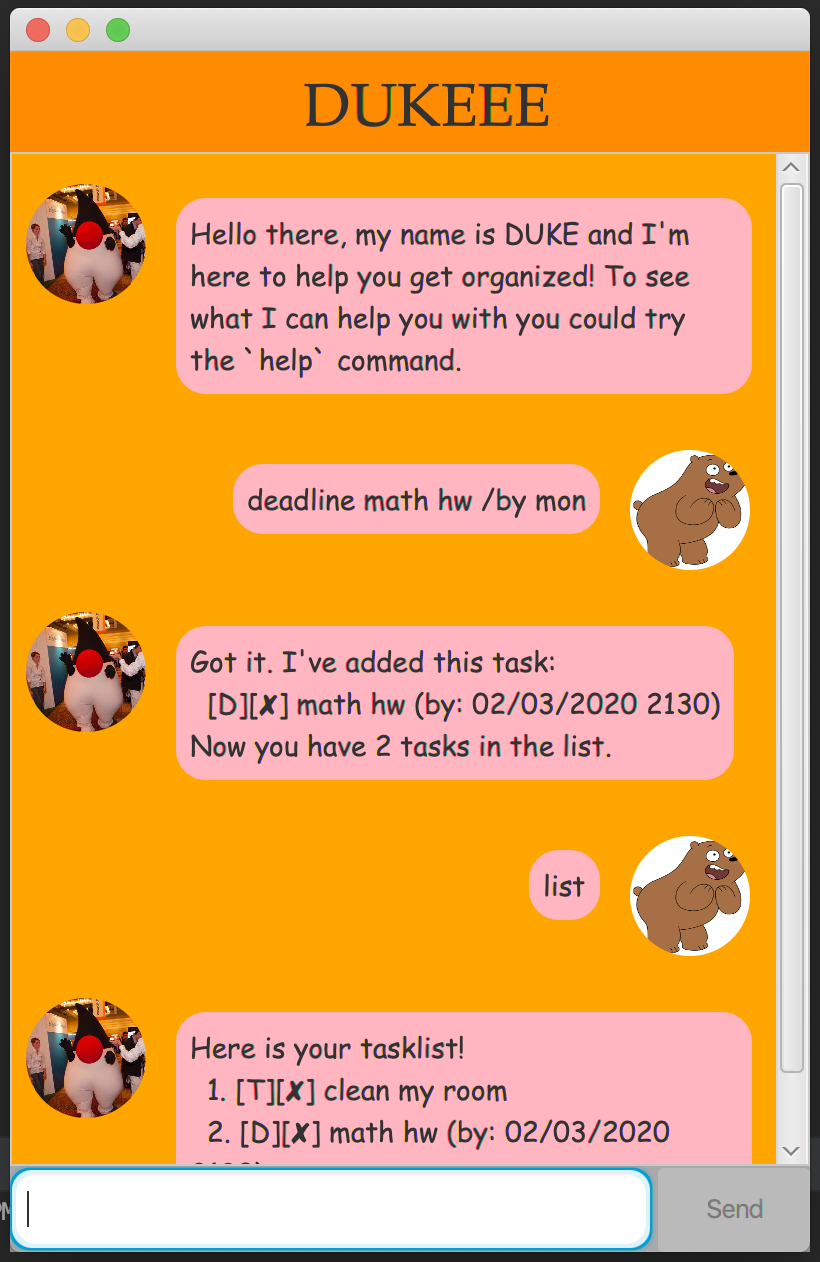 DUKEEE
Hello there, my name is DUKE and I'm
here to help you get organized! To see
what I can help you with you could try
the `help` command.
deadline math hw /by mon
Got it. I've added this task:
[D][✘] math hw (by: 02/03/2020 2130)
Now you have 2 tasks in the list.
list
Here is your tasklist!
1. [T][✘] clean my room
2. [D][✘] math hw (by: 02/03/2020
Send